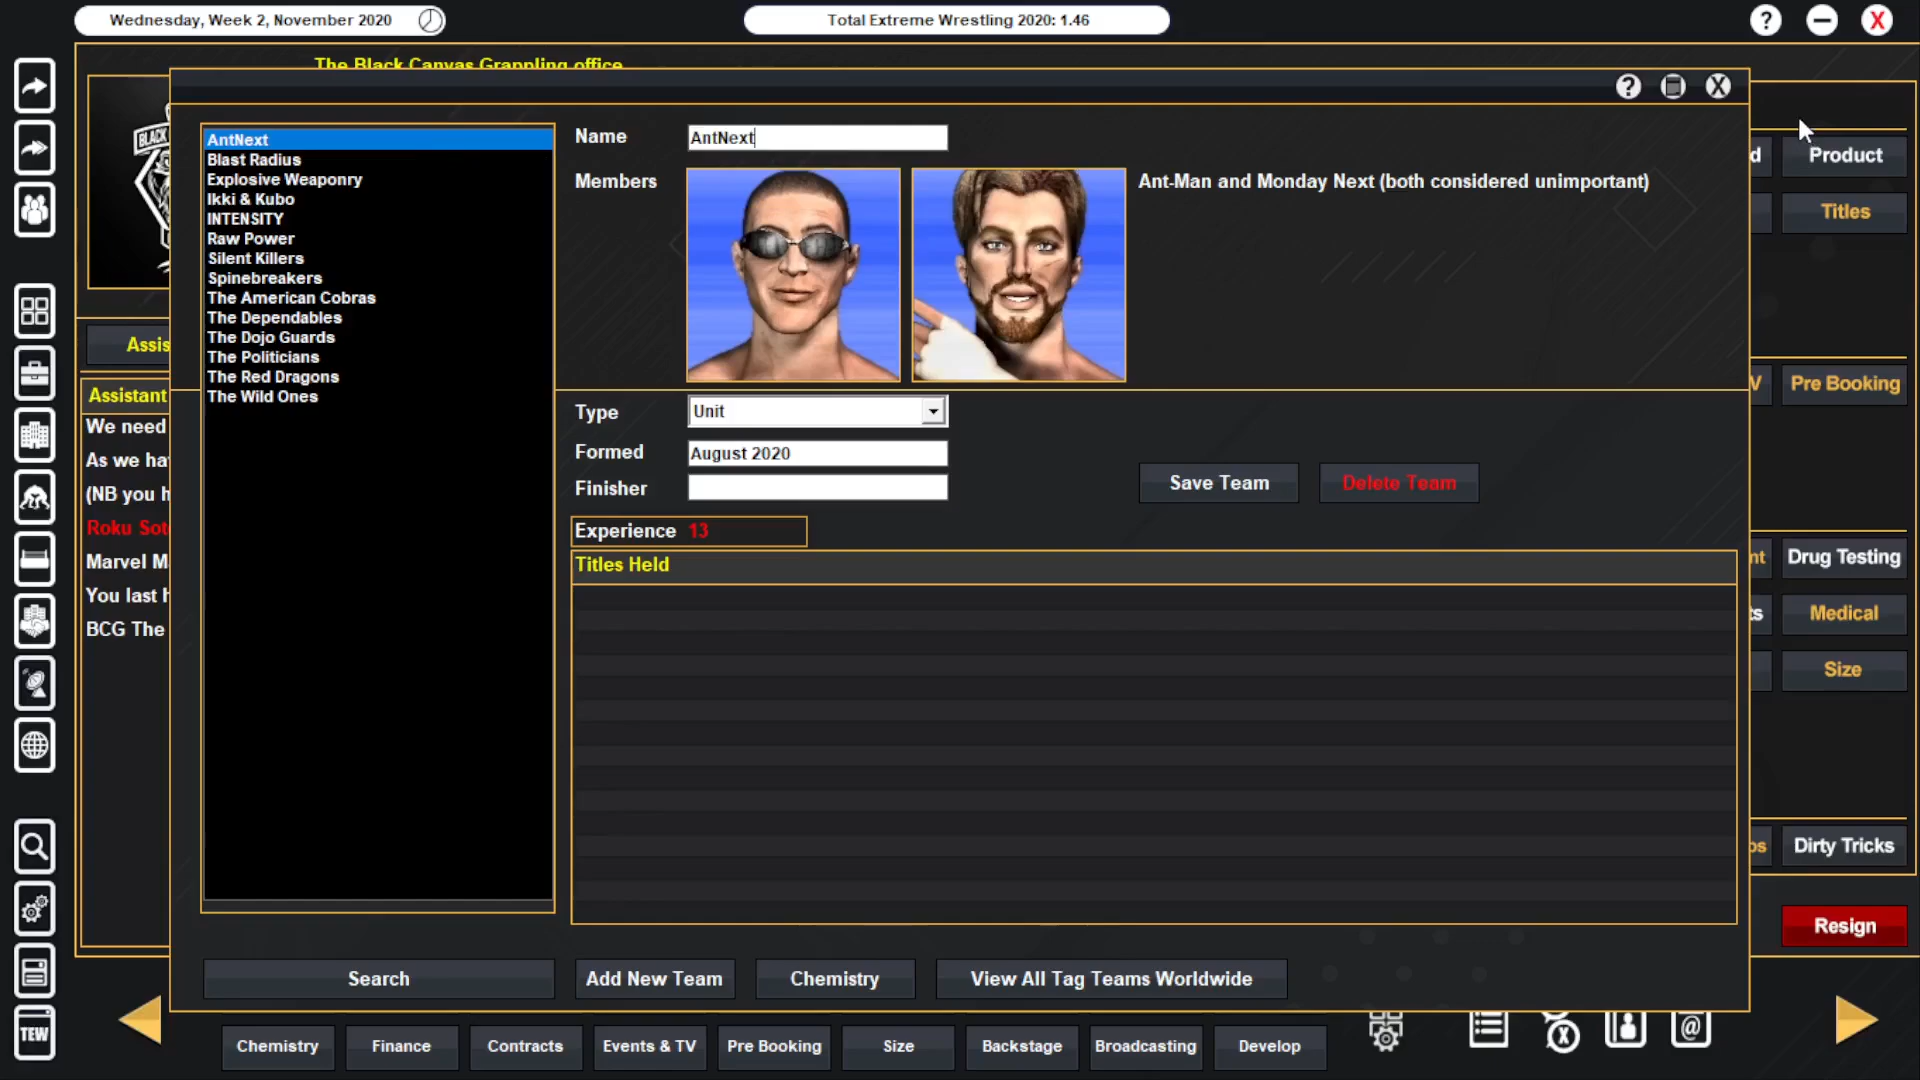 Wednesday, Week 2, November 2020
Total Extreme Wrestling 2020: 1.46
The Black Canvas Grappling office
BLACK
AntNext
Blast Radius
Explosive Weaponry
Ikki & Kubo
INTENSITY
Raw Power
Silent Killers
Spinebreakers
The American Cobras
The Dependables
The Dojo Guards
The Politicians
The Red Dragons
The Wild Ones
Name
AntNext
Members
Ant-Man and Monday Next (both considered unimportant)
Type
Unit
Formed
August 2020
Finisher
Save Team
Delete Team
Experience 13
Titles Held
Search
Add New Team
Chemistry
View All Tag Teams Worldwide
Assis
Assistant
We need
As we ha
(NB you h
Roku Sot
Marvel M
You last h
BCG The
d
Product
Titles
V
Pre Booking
nt
Drug Testing
ts
Medical
Size
os
Dirty Tricks
Resign
TEW
Chemistry
Finance
Contracts
Events & TV
Pre Booking
Size
Backstage
Broadcasting
Develop